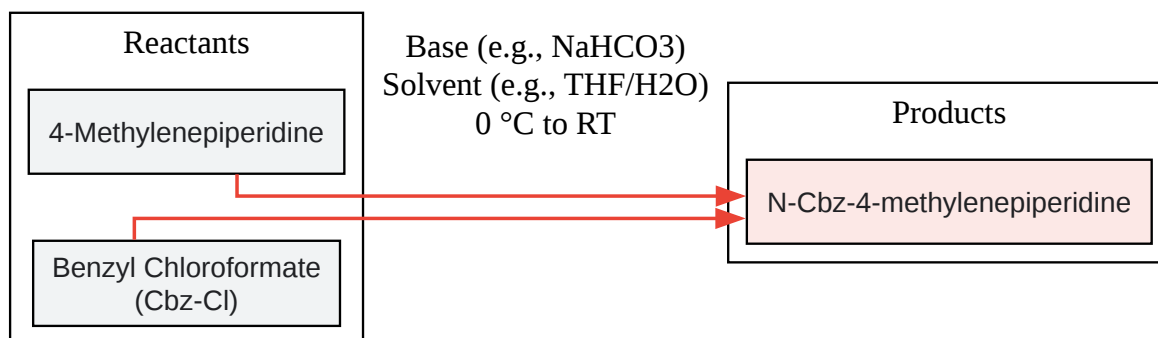 Reactants
4-Methylenepiperidine
Benzyl Chloroformate
(Cbz-Cl)
Base (e.g., NaHCO3)
Solvent (e.g., THF/H2O)
0 °C to RT
Products
N-Cbz-4-methylenepiperidine